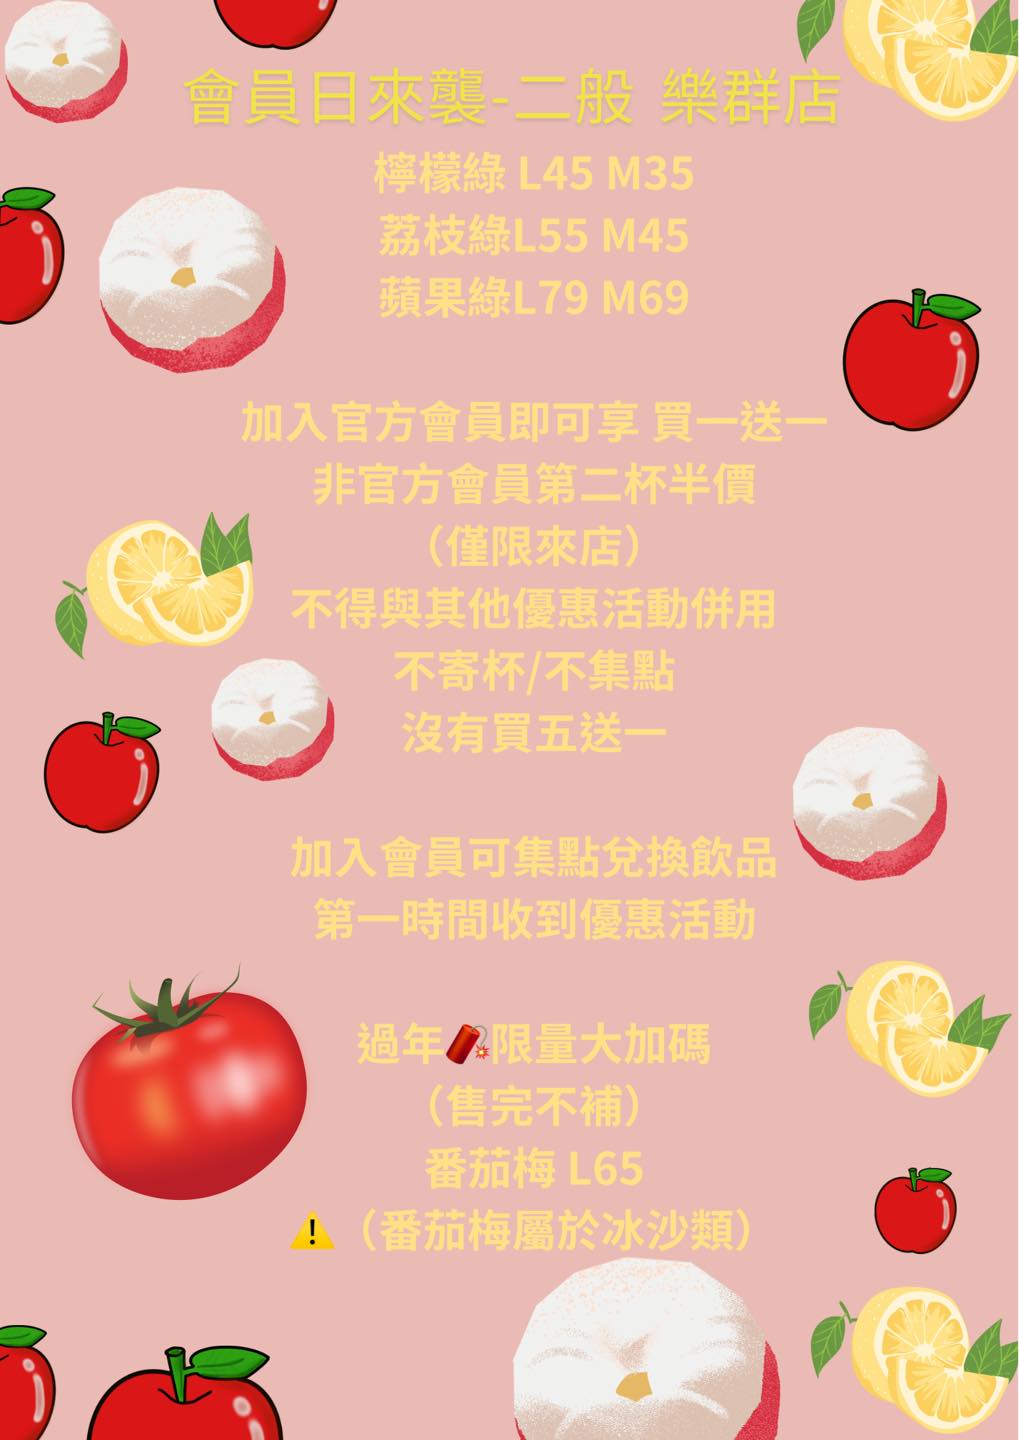 會員日來襲-二般 樂群店
檸檬綠 L45 M35
荔枝綠L55 M45
蘋果綠L79 M69
加入官方會員即可享 買一送一
非官方會員第二杯半價
（僅限來店）
不得與其他優惠活動併用
不寄杯/不集點
沒有買五送一
加入會員可集點兌換飲品
第一時間收到優惠活動
過年🧨限量大加碼
（售完不補）
番茄梅 L65
⚠️（番茄梅屬於冰沙類）